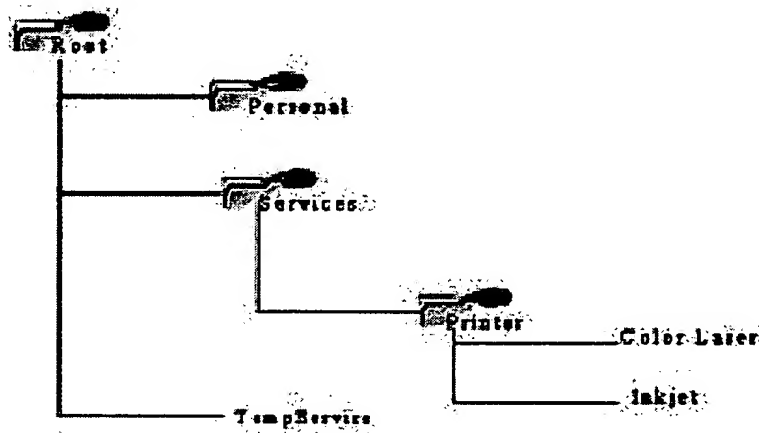 Root
Personal
Services
Printer
Color Laser
Inkjet
TempService